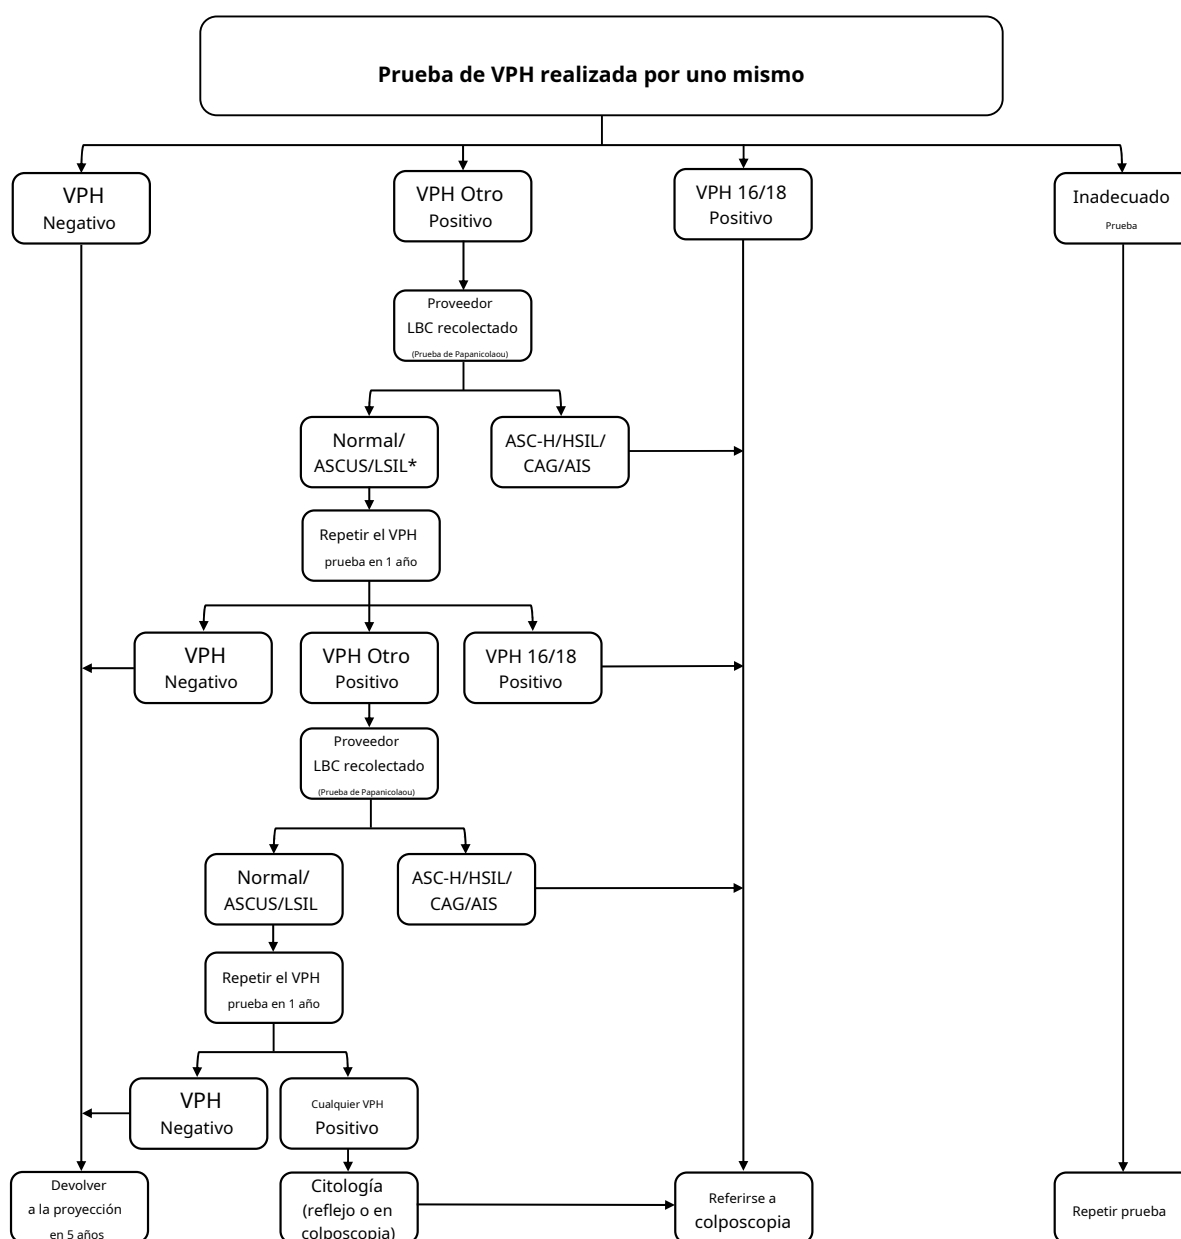 Prueba de VPH realizada por uno mismo
VPH
Negativo
VPH Otro
Positivo
VPH 16/18
Positivo
Inadecuado
Prueba
Proveedor
LBC recolectado
(Prueba de Papanicolaou)
Normal/
ASCUS/LSIL*
ASC-H/HSIL/
CAG/AIS
Repetir el VPH
prueba en 1 año
VPH
Negativo
VPH Otro
Positivo
VPH 16/18
Positivo
Proveedor
LBC recolectado
(Prueba de Papanicolaou)
Normal/
ASCUS/LSIL
ASC-H/HSIL/
CAG/AIS
Repetir el VPH
prueba en 1 año
VPH
Negativo
Cualquier VPH
Positivo
Devolver
a la proyección
en 5 años
Citología
(reflejo o en
colposcopia)
Referirse a
colposcopia
Repetir prueba